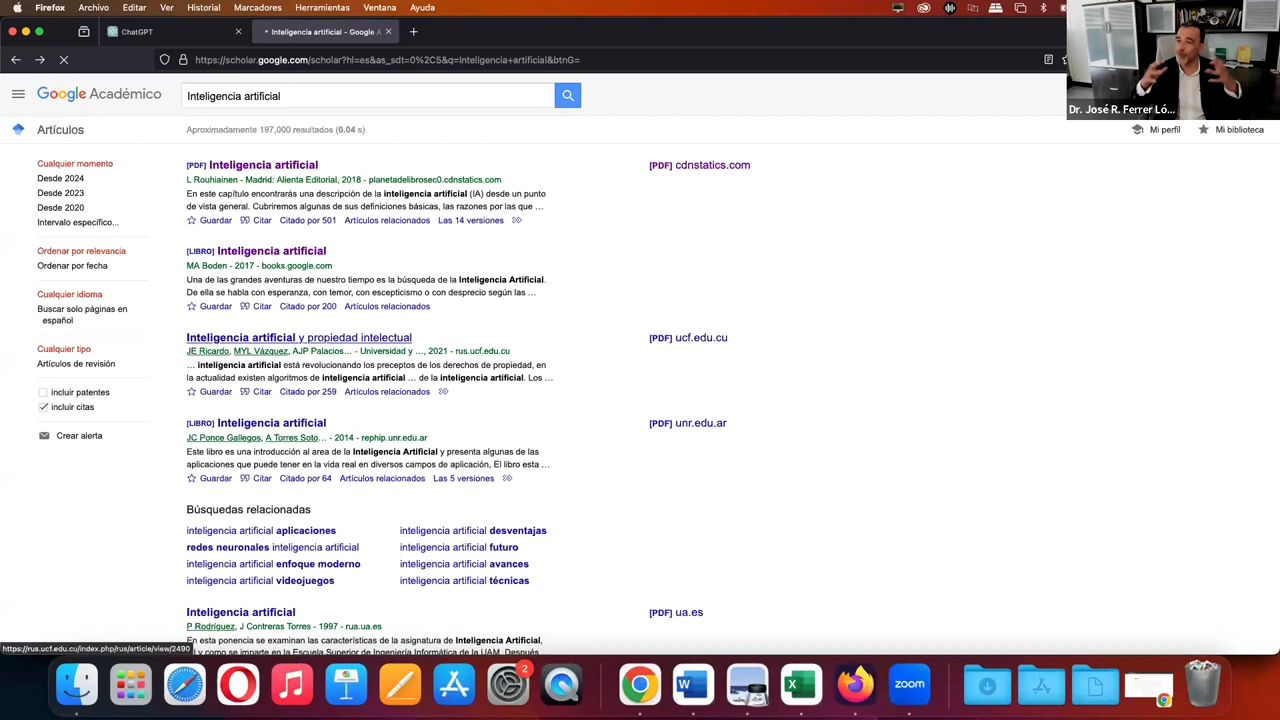 Firefox Archivo Editar Ver Historial Marcadores Herramientas Ventana Ayuda
ChatGPT
Inteligencia artificial - Google A
https://scholar.google.com/scholar?hl=es&as_sdt=0%2C5&q=Inteligencia+artificial&btnG=
Dr. José R. Ferrer Ló...
Google Académico
Inteligencia artificial
Artículos
Aproximadamente 197,000 resultados (0.04 s)
Mi perfil
Mi biblioteca
Cualquier momento
Desde 2024
Desde 2023
Desde 2020
Intervalo específico...
Ordenar por relevancia
Ordenar por fecha
Cualquier idioma
Buscar solo páginas en
español
Cualquier tipo
Artículos de revisión
incluir patentes
incluir citas
Crear alerta
[PDF] Inteligencia artificial
[PDF] cdnstatics.com
L Rouhiainen - Madrid: Alienta Editorial, 2018 - planetadelibrosec0.cdnstatics.com
En este capítulo encontrarás una descripción de la inteligencia artificial (IA) desde un punto
de vista general. Cubriremos algunas de sus definiciones básicas, las razones por las que …
Guardar Citar Citado por 501 Artículos relacionados Las 14 versiones
[LIBRO] Inteligencia artificial
MA Boden - 2017 - books.google.com
Una de las grandes aventuras de nuestro tiempo es la búsqueda de la Inteligencia Artificial.
De ella se habla con esperanza, con temor, con escepticismo o con desprecio según las …
Guardar Citar Citado por 200 Artículos relacionados
Inteligencia artificial y propiedad intelectual
[PDF] ucf.edu.cu
JE Ricardo, MYL Vázquez, AJP Palacios… - Universidad y …, 2021 - rus.ucf.edu.cu
… inteligencia artificial está revolucionando los preceptos de los derechos de propiedad, en
la actualidad existen algoritmos de inteligencia artificial … de la inteligencia artificial. Los …
Guardar Citar Citado por 259 Artículos relacionados
[LIBRO] Inteligencia artificial
[PDF] unr.edu.ar
JC Ponce Gallegos, A Torres Soto… - 2014 - rephip.unr.edu.ar
Este libro es una introducción al area de la Inteligencia Artificial y presenta algunas de las
aplicaciones que puede tener en la vida real en diversos campos de aplicación, El libro esta …
Guardar Citar Citado por 64 Artículos relacionados Las 5 versiones
Búsquedas relacionadas
inteligencia artificial aplicaciones
inteligencia artificial desventajas
redes neuronales inteligencia artificial
inteligencia artificial futuro
inteligencia artificial enfoque moderno
inteligencia artificial avances
inteligencia artificial videojuegos
inteligencia artificial técnicas
Inteligencia artificial
[PDF] ua.es
P Rodríguez, J Contreras Torres - 1997 - rua.ua.es
En esta ponencia se examinan las características de la asignatura de Inteligencia Artificial,
y como se imparte en la Escuela Superior de Ingeniería Informática de la UAM. Después
https://rus.ucf.edu.cu/index.php/rus/article/view/2490
2
zoom